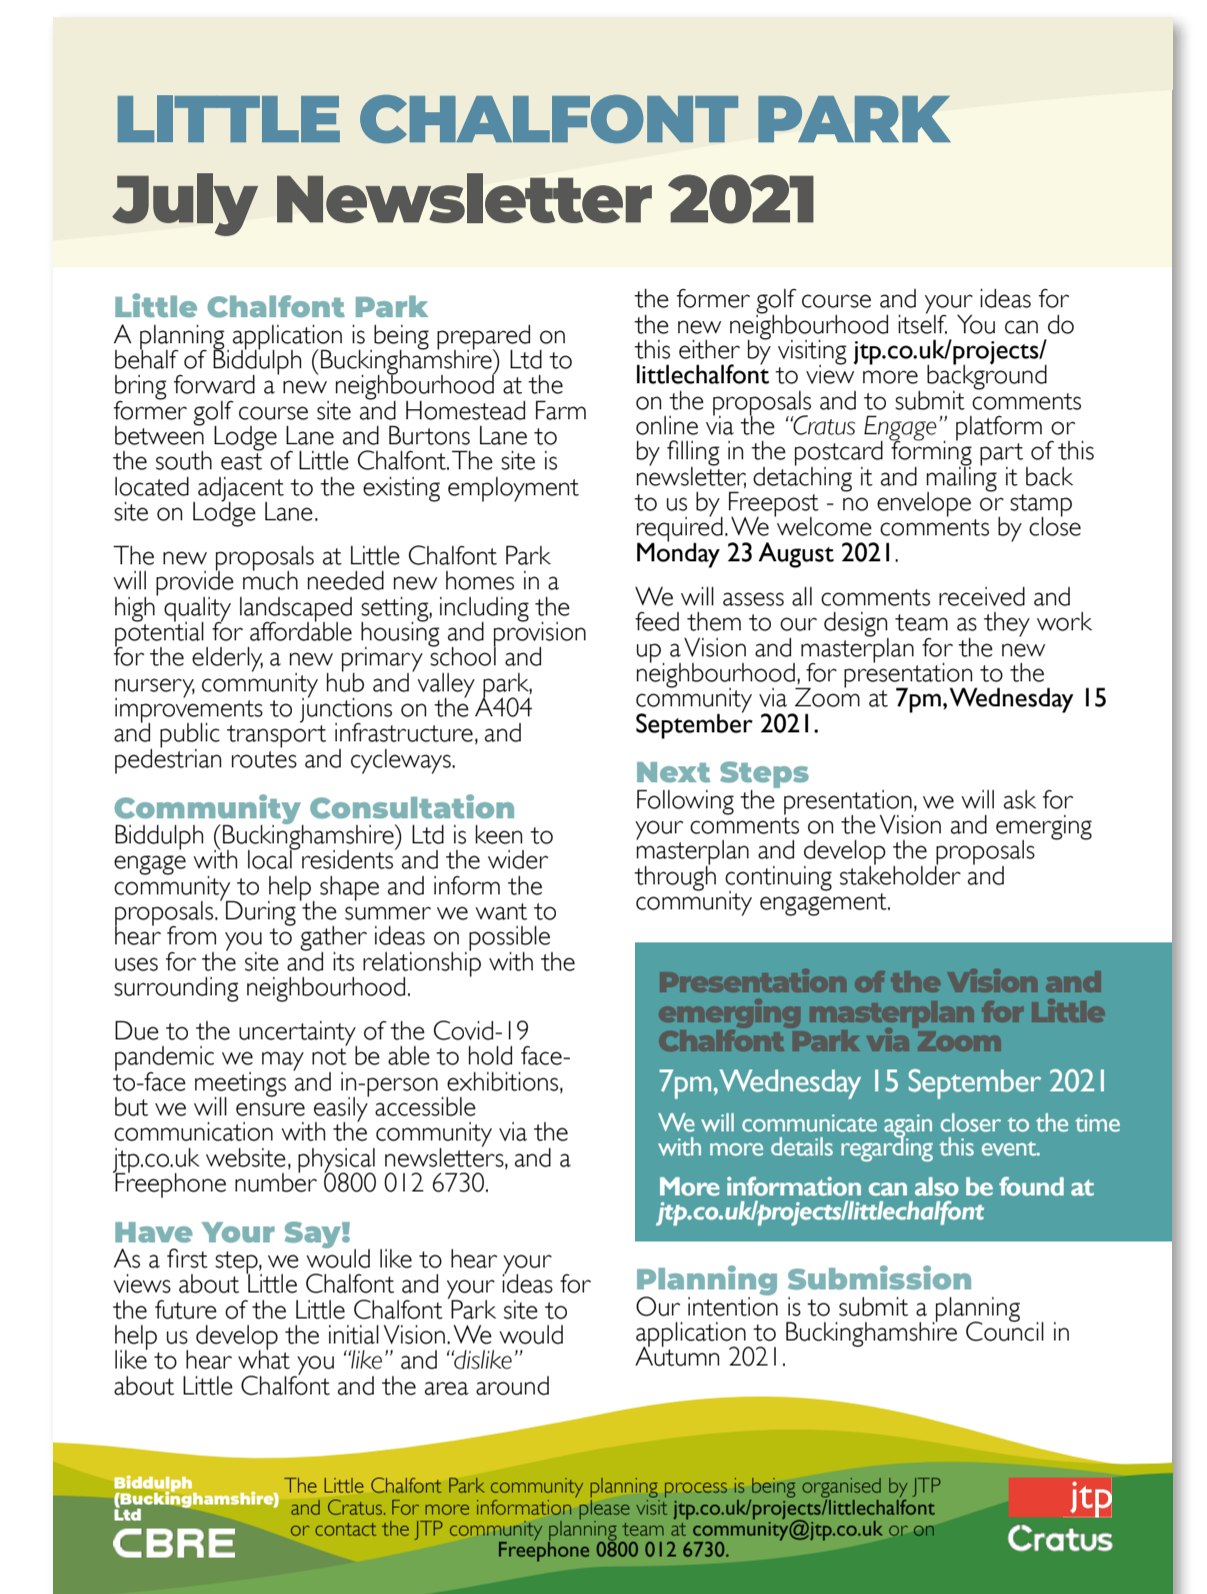 LITTLE CHALFONT PARK
July Newsletter 2021
Little Chalfont Park
A planning application is being prepared on
behalf of Biddulph (Buckinghamshire) Ltd to
bring forward a new neighbourhood at the
former golf course site and Homestead Farm
between Lodge Lane and Burtons Lane to
the south east of Little Chalfont. The site is
located adjacent to the existing employment
site on Lodge Lane.
The new proposals at Little Chalfont Park
will provide much needed new homes in a
high quality landscaped setting, including the
potential for affordable housing and provision
for the elderly, a new primary school and
nursery, community hub and valley park,
improvements to junctions on the A404
and public transport infrastructure, and
pedestrian routes and cycleways.
Community Consultation
Biddulph (Buckinghamshire) Ltd is keen to
engage with local residents and the wider
community to help shape and inform the
proposals. During the summer we want to
hear from you to gather ideas on possible
uses for the site and its relationship with the
surrounding neighbourhood.
Due to the uncertainty of the Covid-19
pandemic we may not be able to hold face-
to-face meetings and in-person exhibitions,
but we will ensure easily accessible
communication with the community via the
jtp.co.uk website, physical newsletters, and a
Freephone number 0800 012 6730.
Have Your Say!
As a first step, we would like to hear your
views about Little Chalfont and your ideas for
the future of the Little Chalfont Park site to
help us develop the initial Vision. We would
like to hear what you “like” and “dislike”
about Little Chalfont and the area around
the former golf course and your ideas for
the new neighbourhood itself. You can do
this either by visiting jtp.co.uk/projects/
littlechalfont to view more background
on the proposals and to submit comments
online via the “Cratus Engage” platform or
by filling in the postcard forming part of this
newsletter, detaching it and mailing it back
to us by Freepost - no envelope or stamp
required. We welcome comments by close
Monday 23 August 2021.
We will assess all comments received and
feed them to our design team as they work
up a Vision and masterplan for the new
neighbourhood, for presentation to the
community via Zoom at 7pm, Wednesday 15
September 2021.
Next Steps
Following the presentation, we will ask for
your comments on the Vision and emerging
masterplan and develop the proposals
through continuing stakeholder and
community engagement.
Presentation of the Vision and
emerging masterplan for Little
Chalfont Park via Zoom
7pm, Wednesday 15 September 2021
We will communicate again closer to the time
with more details regarding this event.
More information can also be found at
jtp.co.uk/projects/littlechalfont
Planning Submission
Our intention is to submit a planning
application to Buckinghamshire Council in
Autumn 2021.
Biddulph
(Buckinghamshire)
Ltd
CBRE
The Little Chalfont Park community planning process is being organised by JTP
and Cratus. For more information please visit jtp.co.uk/projects/littlechalfont
or contact the JTP community planning team at community@jtp.co.uk or on
Freephone 0800 012 6730.
jtp
Cratus